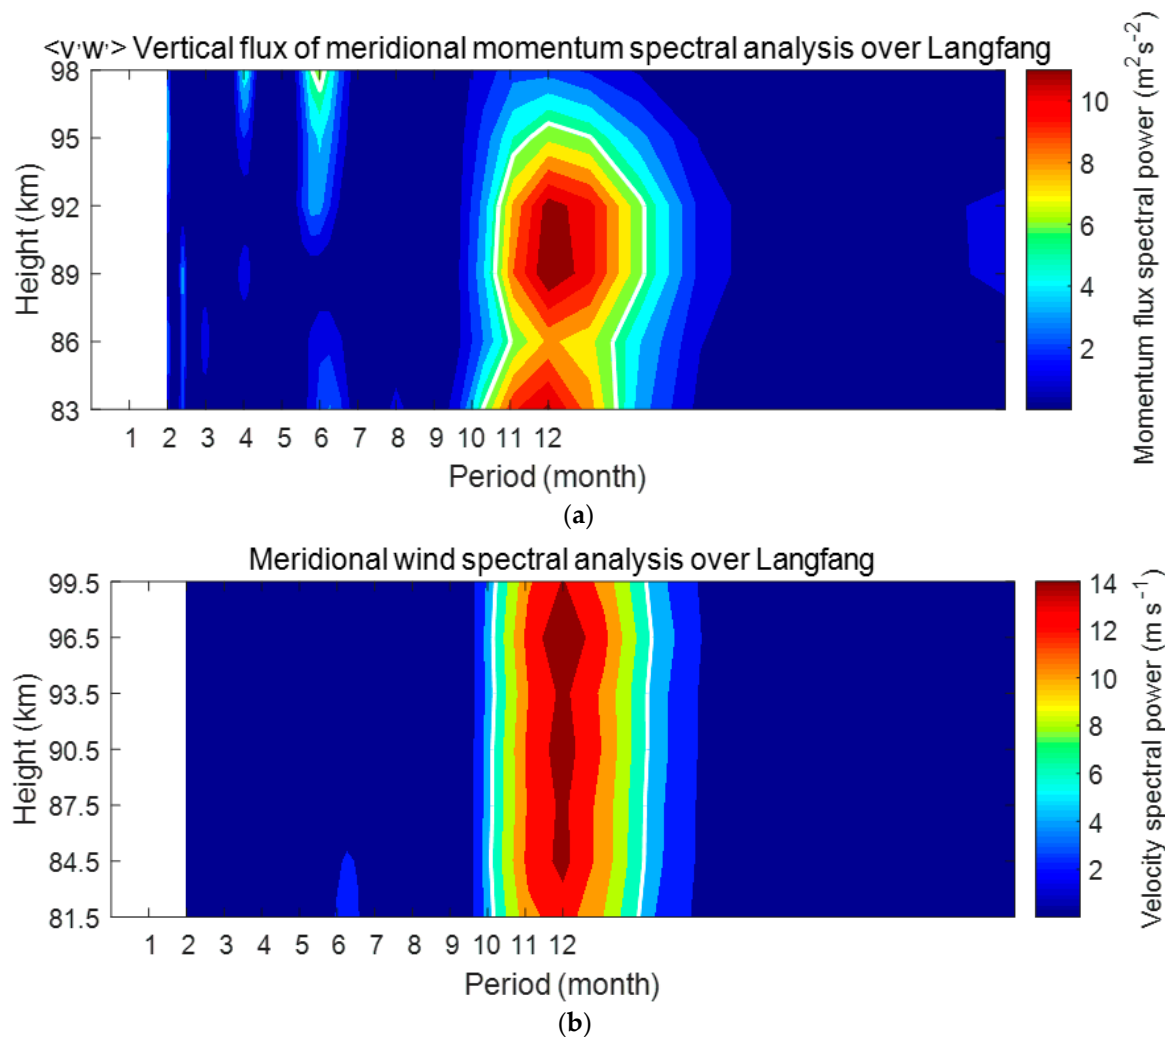 <v'w'> Vertical flux of meridional momentum spectral analysis over Langfang
98
95
92
89
86
83
Height (km)
1 2 3 4 5 6 7 8 9 10 11 12
Period (month)
10
8
6
4
2
Momentum flux spectral power (m²s⁻²)
(a)
Meridional wind spectral analysis over Langfang
99.5
96.5
93.5
90.5
87.5
84.5
81.5
Height (km)
1 2 3 4 5 6 7 8 9 10 11 12
Period (month)
14
12
10
8
6
4
2
Velocity spectral power (m s⁻¹)
(b)